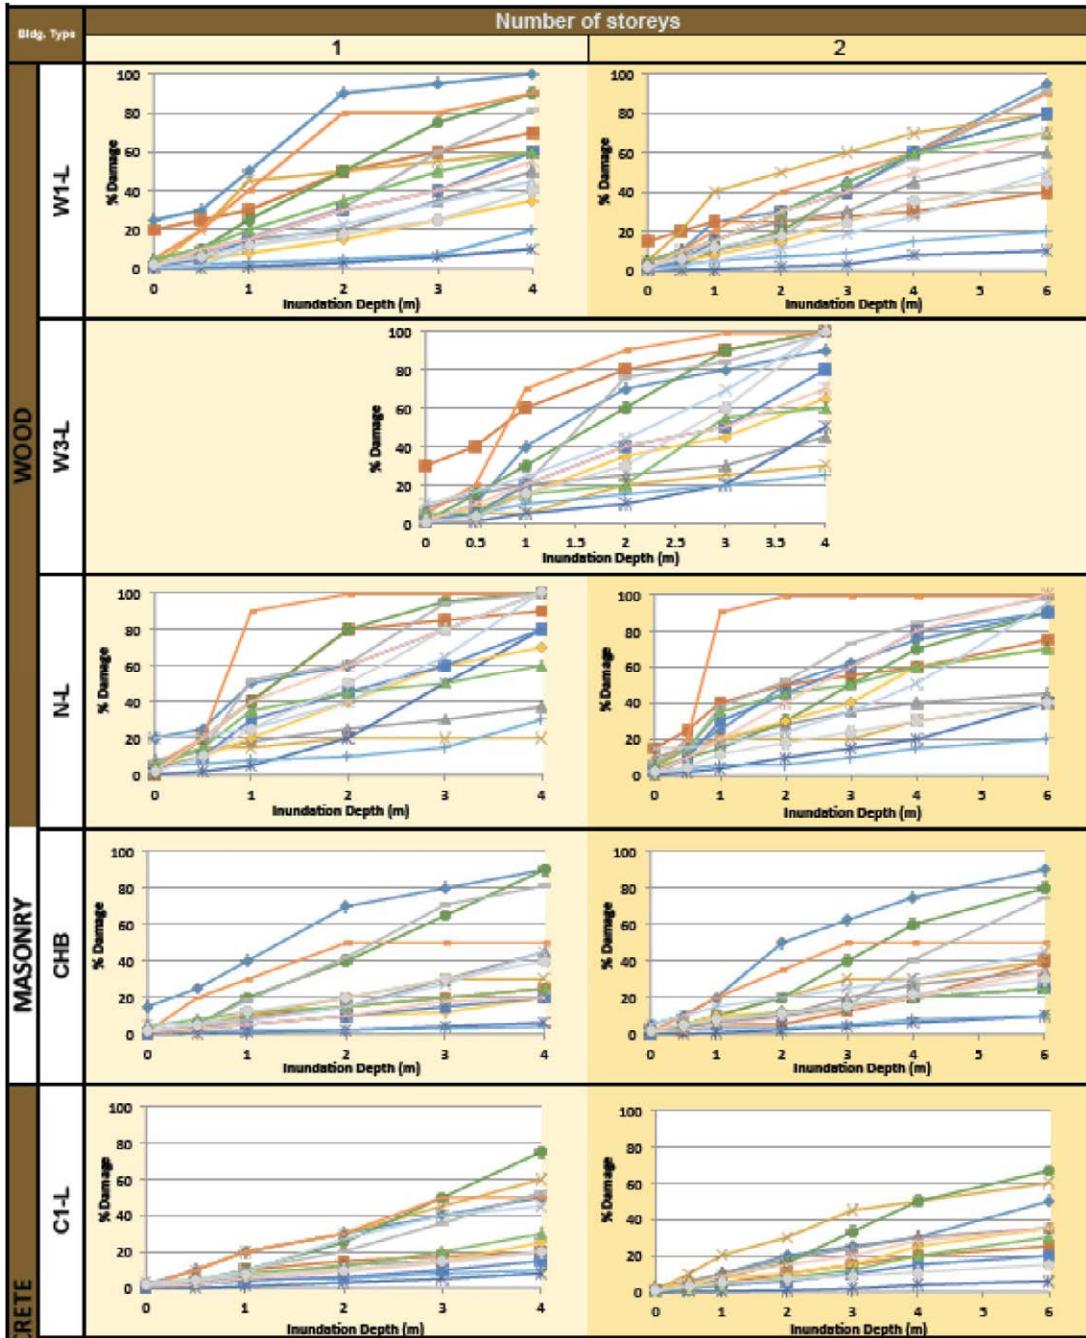 Bldg. Type
Number of storeys
1
2
WOOD
W1-L
100
80
60
40
20
0
% Damage
0 1 2 3 4
Inundation Depth (m)
100
80
60
40
20
0
% Damage
0 1 2 3 4 5 6
Inundation Depth (m)
W3-L
100
80
60
40
20
0
% Damage
0 0.5 1 1.5 2 2.5 3 3.5 4
Inundation Depth (m)
N-L
100
80
60
40
20
0
% Damage
0 1 2 3 4
Inundation Depth (m)
100
80
60
40
20
0
% Damage
0 1 2 3 4 5 6
Inundation Depth (m)
MASONRY
CHB
100
80
60
40
20
0
% Damage
0 1 2 3 4
Inundation Depth (m)
100
80
60
40
20
0
% Damage
0 1 2 3 4 5 6
Inundation Depth (m)
CRETE
C1-L
100
80
60
40
20
0
% Damage
0 1 2 3 4
Inundation Depth (m)
100
80
60
40
20
0
% Damage
0 1 2 3 4 5 6
Inundation Depth (m)